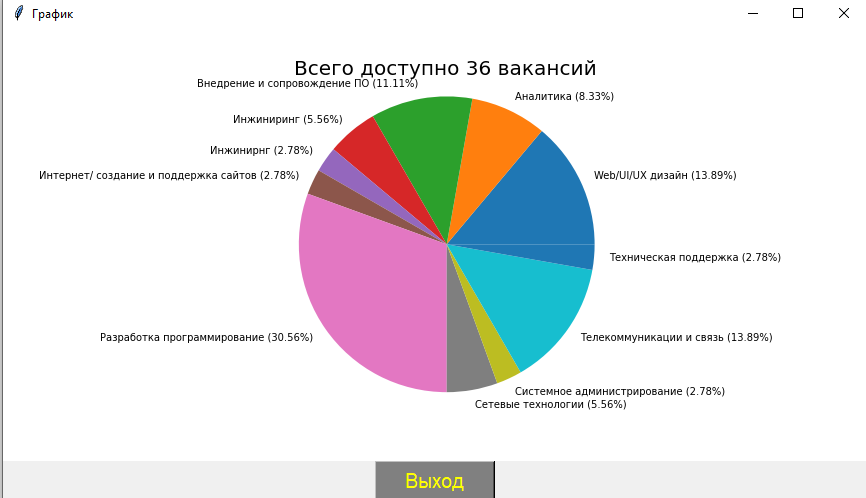 График
Всего доступно 36 вакансий
Внедрение и сопровождение ПО (11.11%)
Аналитика (8.33%)
Инжиниринг (5.56%)
Инжинирнг (2.78%)
Интернет/ создание и поддержка сайтов (2.78%)
Web/UI/UX дизайн (13.89%)
Техническая поддержка (2.78%)
Разработка программирование (30.56%)
Телекоммуникации и связь (13.89%)
Системное администрирование (2.78%)
Сетевые технологии (5.56%)
Выход